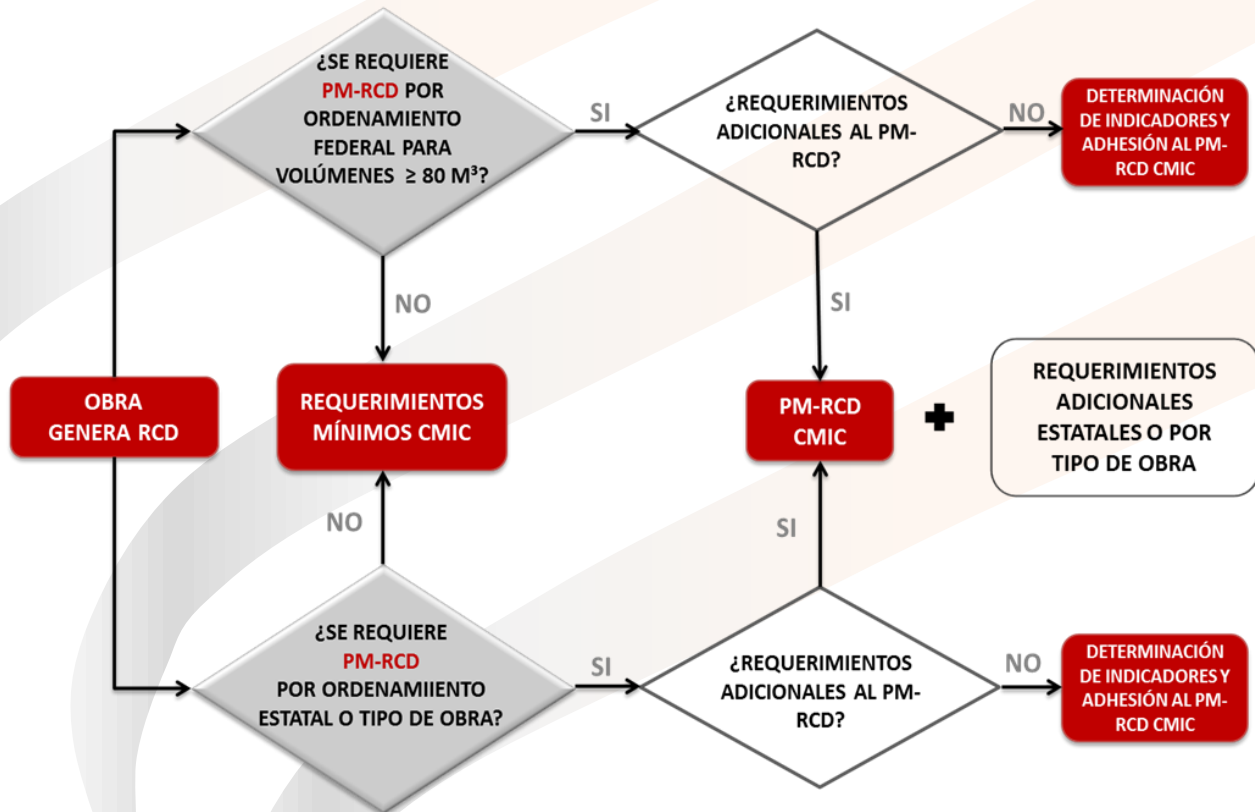 ¿SE REQUIERE
PM-RCD POR
ORDENAMIENTO
FEDERAL PARA
VOLÚMENES ≥ 80 M³?
SI
¿REQUERIMIENTOS
ADICIONALES AL PM-
RCD?
NO
DETERMINACIÓN
DE INDICADORES Y
ADHESIÓN AL PM-
RCD CMIC
NO
SI
OBRA
GENERA RCD
REQUERIMIENTOS
MÍNIMOS CMIC
PM-RCD
CMIC
REQUERIMIENTOS
ADICIONALES
ESTATALES O POR
TIPO DE OBRA
NO
SI
¿SE REQUIERE
PM-RCD
POR ORDENAMIIENTO
ESTATAL O TIPO DE OBRA?
SI
¿REQUERIMIENTOS
ADICIONALES AL PM-
RCD?
NO
DETERMINACIÓN
DE INDICADORES Y
ADHESIÓN AL PM-
RCD CMIC